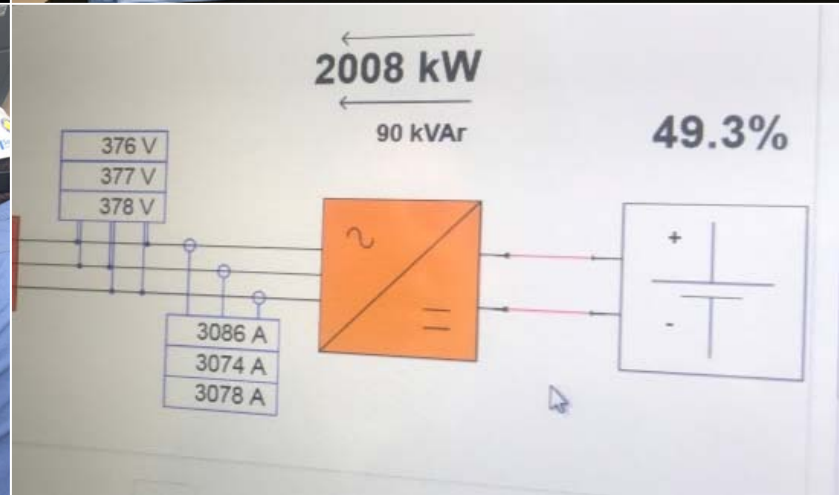 2008 kW
90 kVAr
49.3%
376 V
377 V
378 V
3086 A
3074 A
3078 A
+
-